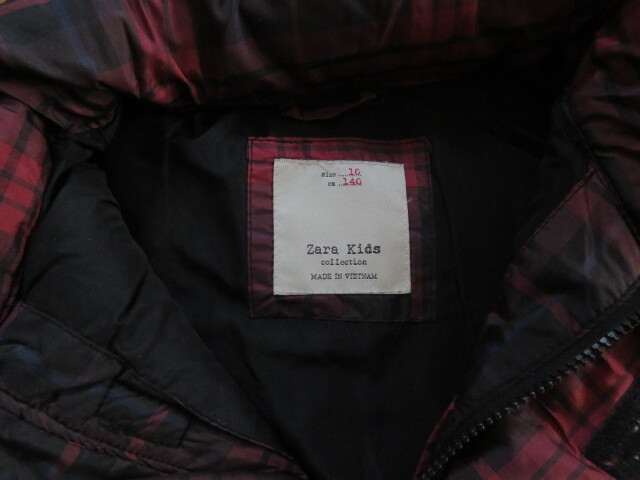 size.....10
cm ..140
Zara Kids
collection
MADE IN VIETNAM